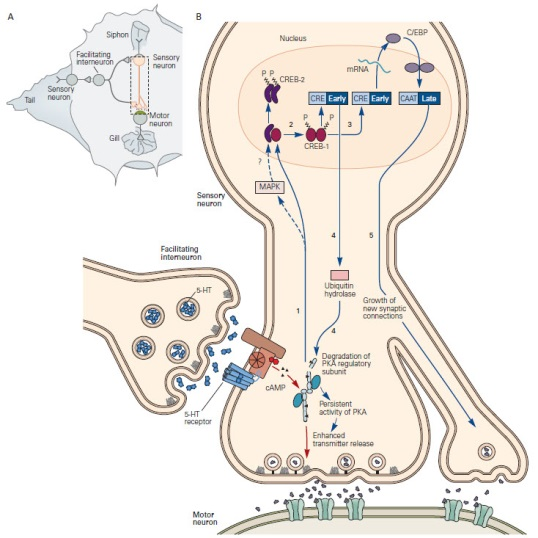 A
Siphon
Facilitating
interneuron
Sensory
neuron
Sensory
neuron
Tail
Motor
neuron
Gill
B
Nucleus
C/EBP
mRNA
P P
CREB-2
CRE Early
CRE Early
CAAT Late
P
P
2
3
CREB-1
?
MAPK
Sensory
neuron
4
5
Facilitating
interneuron
5-HT
Ubiquitin
hydrolase
Growth of
new synaptic
connections
1
4
Degradation of
PKA regulatory
subunit
cAMP
Persistent
activity of PKA
5-HT
receptor
Enhanced
transmitter release
Motor
neuron